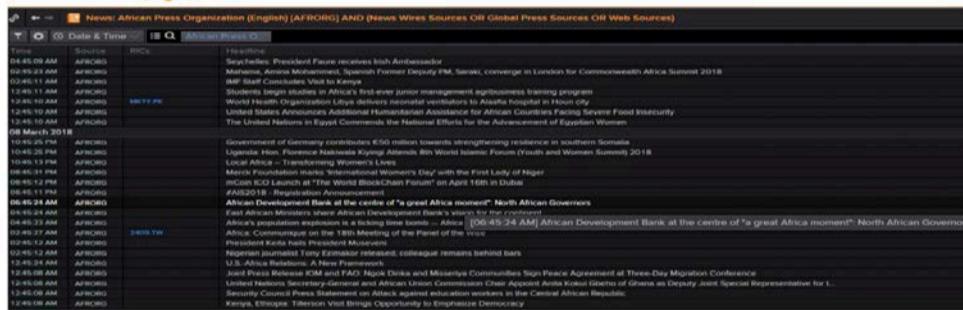 News: African Press Organization (English) [AFRORG] AND (News Wires Sources OR Global Press Sources OR Web Sources)
Date & Time African Press O...
Time Source RICs Headline
04:45:09 AM AFRORG Seychelles: President Faure receives Irish Ambassador
02:45:23 AM AFRORG Mahama, Amina Mohammed, Spanish Former Deputy PM, Saraki, converge in London for Commonwealth Africa Summit 2018
02:45:11 AM AFRORG IMF Staff Concludes Visit to Kenya
12:45:11 AM AFRORG Students begin studies in Africa's first-ever junior management agribusiness training program
12:45:10 AM AFRORG World Health Organization Libya delivers neonatal ventilators to Alaafia hospital in Houn city
12:45:10 AM AFRORG United States Announces Additional Humanitarian Assistance for African Countries Facing Severe Food Insecurity
12:45:10 AM AFRORG The United Nations in Egypt Commends the National Efforts for the Advancement of Egyptian Women
08 March 2018
10:45:25 PM AFRORG Government of Germany contributes €50 million towards strengthening resilience in southern Somalia
10:45:25 PM AFRORG Uganda: Hon. Florence Nakiwala Kiyingi Attends 8th World Islamic Forum (Youth and Women Summit) 2018
10:45:13 PM AFRORG Local Africa – Transforming Women's Lives
08:45:31 PM AFRORG Merck Foundation marks 'International Women's Day' with the First Lady of Niger
08:45:12 PM AFRORG mCoin ICO Launch at "The World BlockChain Forum" on April 16th in Dubai
06:45:11 PM AFRORG #AIS2018 - Registration Announcement
06:45:24 AM AFRORG African Development Bank at the centre of "a great Africa moment": North African Governors
04:45:24 AM AFRORG East African Ministers share African Development Bank's vision for the continent
04:45:23 AM AFRORG Africa's population explosion is a ticking time bomb ... Africa [06:45:24 AM] African Development Bank at the centre of "a great Africa moment": North African Governo
02:45:27 AM AFRORG 2409.TW Africa: Communique on the 18th Meeting of the Panel of the Wise
02:45:12 AM AFRORG President Keita hails President Museveni
02:45:12 AM AFRORG Nigerian journalist Tony Ezimakor released, colleague remains behind bars
12:45:24 AM AFRORG U.S.-Africa Relations: A New Framework
12:45:08 AM AFRORG Joint Press Release IOM and FAO: Ngok Dinka and Misseriya Communities Sign Peace Agreement at Three-Day Migration Conference
12:45:08 AM AFRORG United Nations Secretary-General and African Union Commission Chair Appoint Anita Kokui Gbeho of Ghana as Deputy Joint Special Representative for t...
12:45:08 AM AFRORG Security Council Press Statement on Attack against education workers in the Central African Republic
12:45:08 AM AFRORG Kenya, Ethiopia: Tillerson Visit Brings Opportunity to Emphasize Democracy